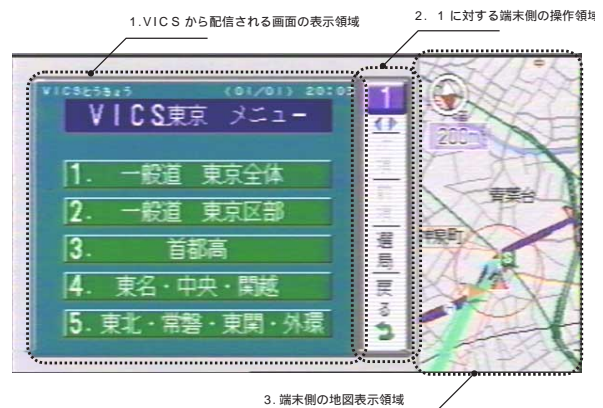 1.VICS から配信される画面の表示領域
2. 1 に対する端末側の操作領域
VICSとうきょう (01/01) 20:03
VICS東京 メニュー
1. 一般道 東京全体
2. 一般道 東京区部
3. 首都高
4. 東名・中央・関越
5. 東北・常磐・東関・外環
1
選局
戻る
200m
青葉台
神泉町
S
3. 端末側の地図表示領域